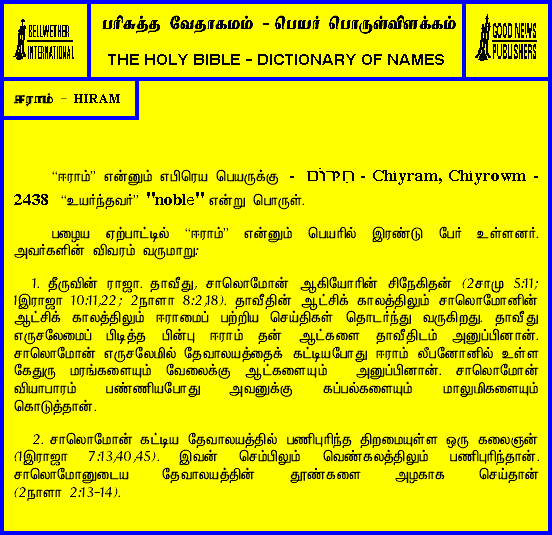 BELLWETHER
INTERNATIONAL
பரிசுத்த வேதாகமம் - பெயர் பொருள்விளக்கம்
THE HOLY BIBLE - DICTIONARY OF NAMES
GOOD NEWS
PUBLISHERS
ஈராம் - HIRAM
“ஈராம்” என்னும் எபிரெய பெயருக்கு - חִירוֹם - Chiyram, Chiyrowm -
2438 “உயர்ந்தவர்” "noble" என்று பொருள்.
பழைய ஏற்பாட்டில் “ஈராம்” என்னும் பெயரில் இரண்டு பேர் உள்ளனர்.
அவர்களின் விவரம் வருமாறு:
1. தீருவின் ராஜா. தாவீது, சாலொமோன் ஆகியோரின் சிநேகிதன் (2சாமு 5:11;
1இராஜா 10:11,22; 2நாளா 8:2,18). தாவீதின் ஆட்சிக் காலத்திலும் சாலொமோனின்
ஆட்சிக் காலத்திலும் ஈராமைப் பற்றிய செய்திகள் தொடர்ந்து வருகிறது. தாவீது
எருசலேமைப் பிடித்த பின்பு ஈராம் தன் ஆட்களை தாவீதிடம் அனுப்பினான்.
சாலொமோன் எருசலேமில் தேவாலயத்தைக் கட்டியபோது ஈராம் லீபனோனில் உள்ள
கேதுரு மரங்களையும் வேலைக்கு ஆட்களையும் அனுப்பினான். சாலொமோன்
வியாபாரம் பண்ணியபோது அவனுக்கு கப்பல்களையும் மாலுமிகளையும்
கொடுத்தான்.
2. சாலொமோன் கட்டிய தேவாலயத்தில் பணிபுரிந்த திறமையுள்ள ஒரு கலைஞன்
(1இராஜா 7:13,40,45). இவன் செம்பிலும் வெண்கலத்திலும் பணிபுரிந்தான்.
சாலொமோனுடைய தேவாலயத்தின் தூண்களை அழகாக செய்தான்
(2நாளா 2:13-14).